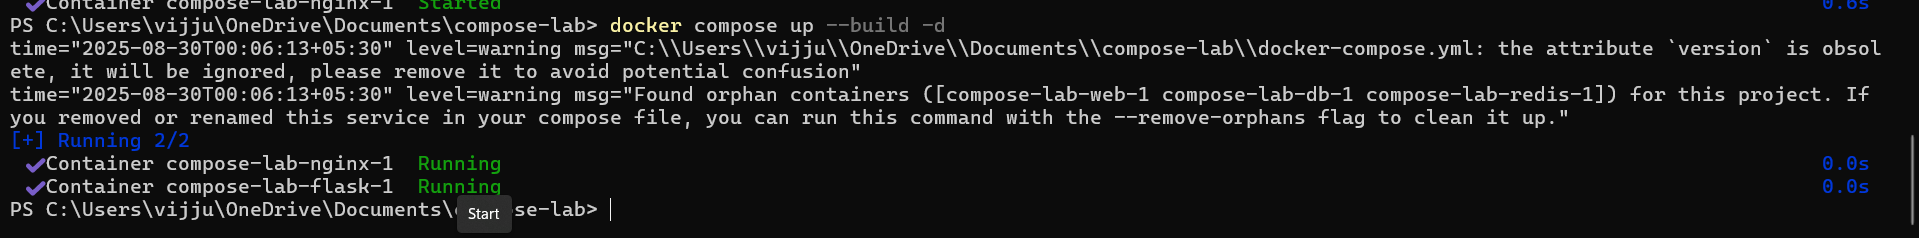 Container compose-lab-nginx-1  Started 0.6s
PS C:\Users\vijju\OneDrive\Documents\compose-lab> docker compose up --build -d
time="2025-08-30T00:06:13+05:30" level=warning msg="C:\\Users\\vijju\\OneDrive\\Documents\\compose-lab\\docker-compose.yml: the attribute `version` is obsol
ete, it will be ignored, please remove it to avoid potential confusion"
time="2025-08-30T00:06:13+05:30" level=warning msg="Found orphan containers ([compose-lab-web-1 compose-lab-db-1 compose-lab-redis-1]) for this project. If
you removed or renamed this service in your compose file, you can run this command with the --remove-orphans flag to clean it up."
[+] Running 2/2
✔Container compose-lab-nginx-1  Running 0.0s
✔Container compose-lab-flask-1  Running 0.0s
PS C:\Users\vijju\OneDrive\Documents\ se-lab>
Start